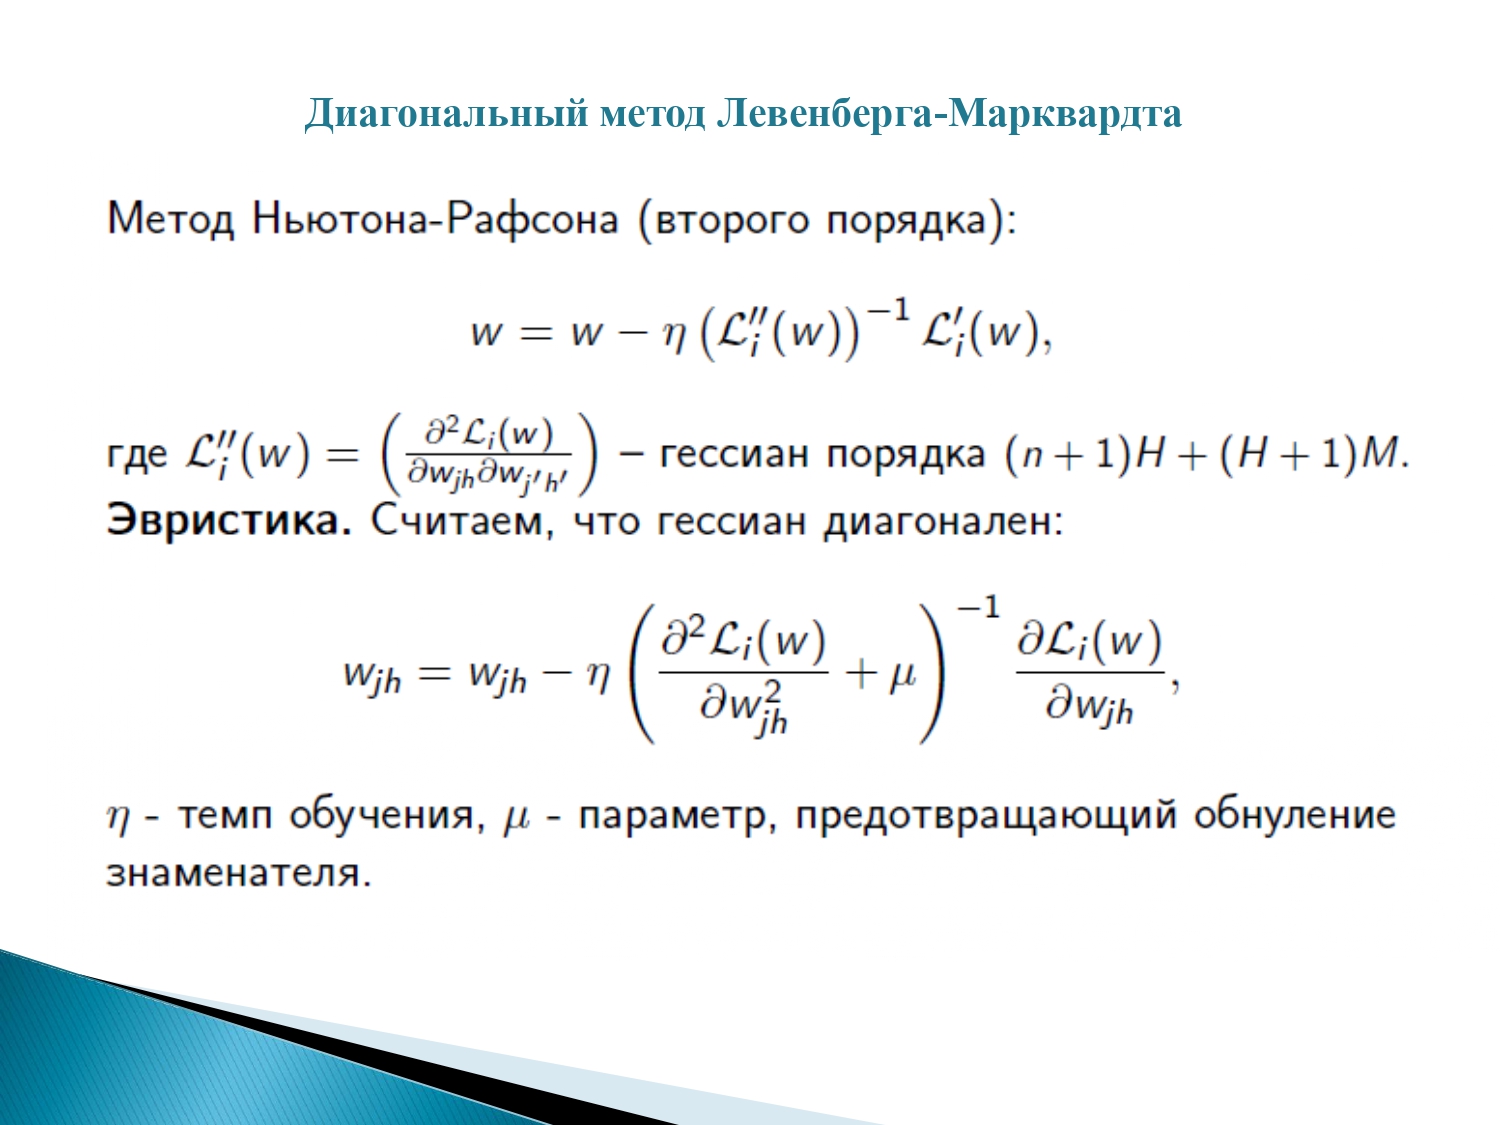 Диагональный метод Левенберга-Марквардта
Метод Ньютона-Рафсона (второго порядка):
$w = w - \eta \left(\mathcal{L}_i''(w)\right)^{-1} \mathcal{L}_i'(w),$
где $\mathcal{L}_i''(w) = \left(\frac{\partial^2 \mathcal{L}_i(w)}{\partial w_{jh} \partial w_{j'h'}}\right)$ – гессиан порядка $(n+1)H + (H+1)M.$
Эвристика. Считаем, что гессиан диагонален:
$w_{jh} = w_{jh} - \eta \left(\frac{\partial^2 \mathcal{L}_i(w)}{\partial w_{jh}^2} + \mu\right)^{-1} \frac{\partial \mathcal{L}_i(w)}{\partial w_{jh}},$
η - темп обучения, μ - параметр, предотвращающий обнуление
знаменателя.